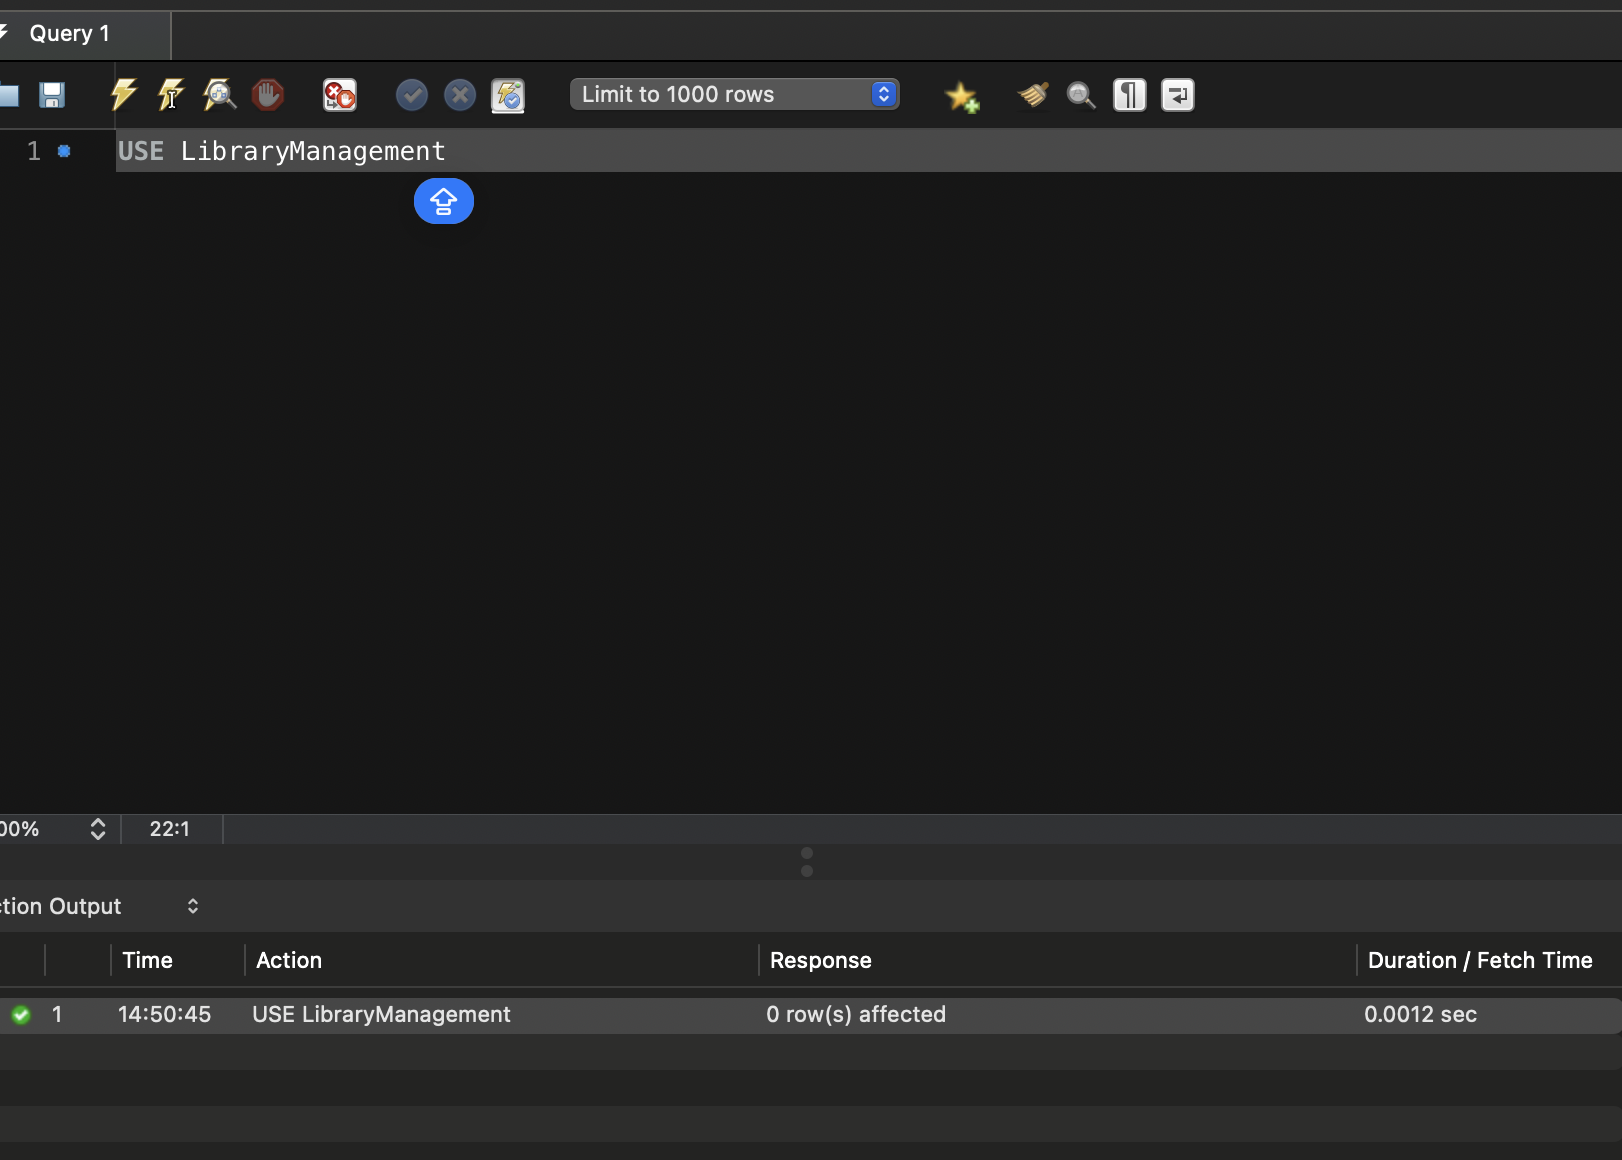 Query 1
Limit to 1000 rows
1 USE LibraryManagement
00% 22:1
ction Output
Time Action Response Duration / Fetch Time
1 14:50:45 USE LibraryManagement 0 row(s) affected 0.0012 sec